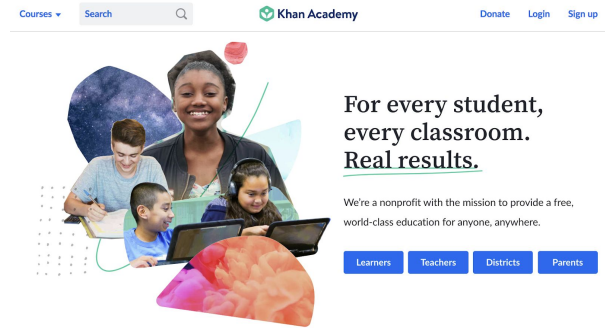 Courses
Search
Khan Academy
Donate
Login
Sign up
For every student,
every classroom.
Real results.
We're a nonprofit with the mission to provide a free,
world-class education for anyone, anywhere.
Learners
Teachers
Districts
Parents